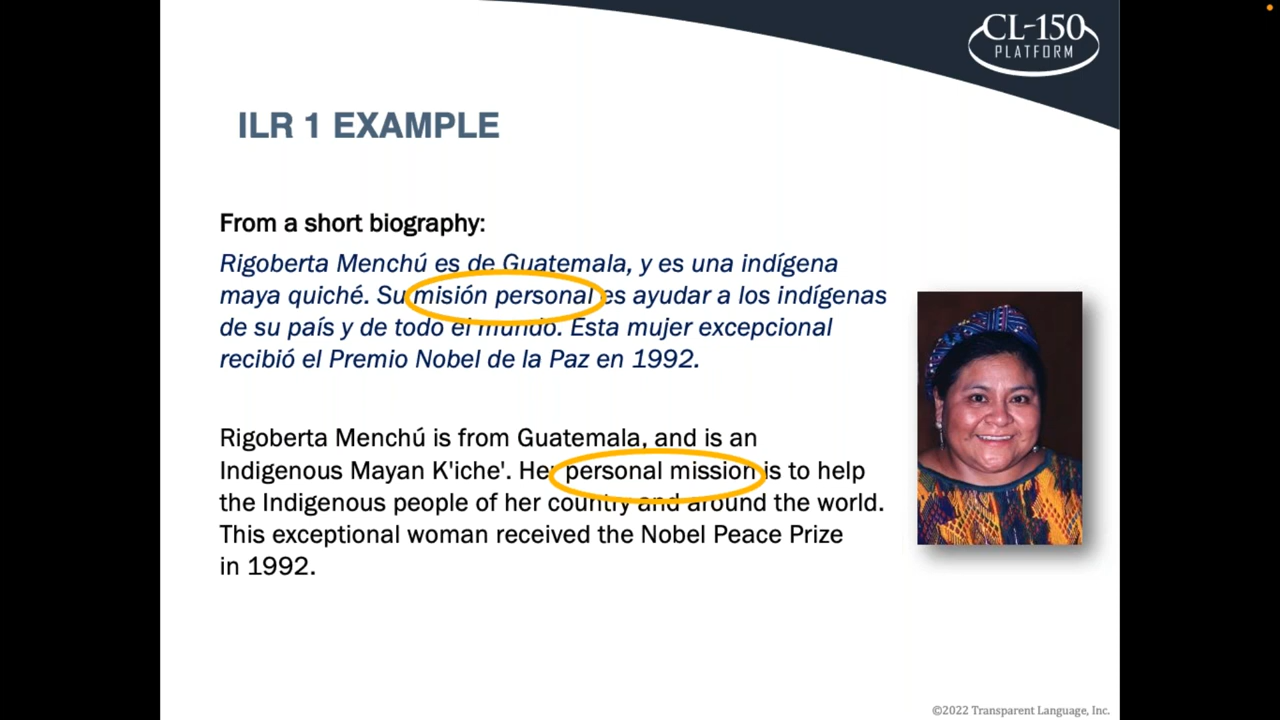 CL-150
PLATFORM
ILR 1 EXAMPLE
From a short biography:
Rigoberta Menchú es de Guatemala, y es una indígena
maya quiché. Su misión personal es ayudar a los indígenas
de su país y de todo el mundo. Esta mujer excepcional
recibió el Premio Nobel de la Paz en 1992.
Rigoberta Menchú is from Guatemala, and is an
Indigenous Mayan K'iche'. Her personal mission is to help
the Indigenous people of her country and around the world.
This exceptional woman received the Nobel Peace Prize
in 1992.
©2022 Transparent Language, Inc.